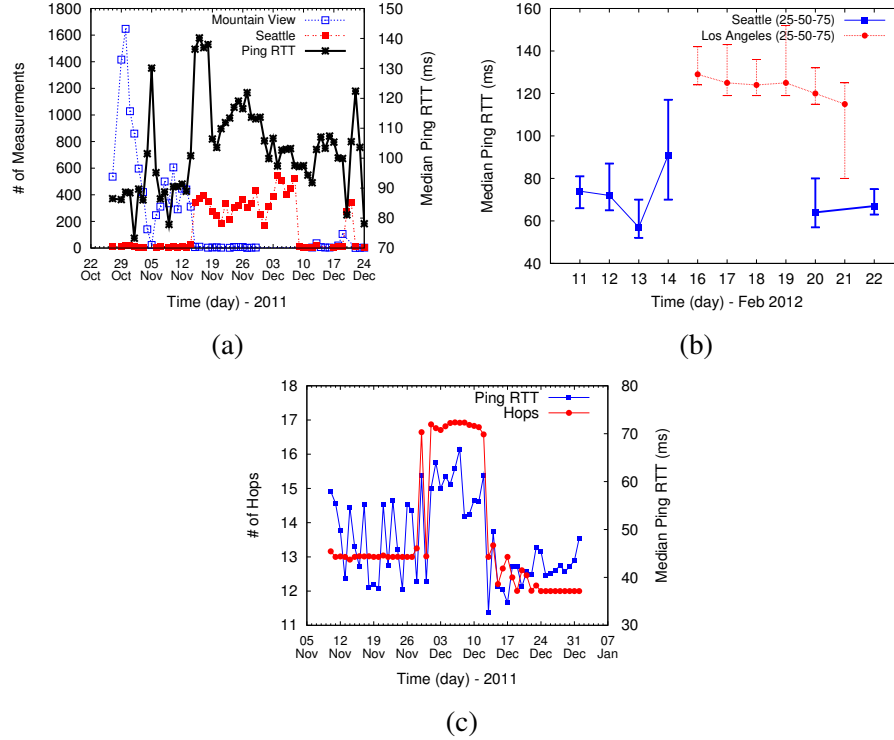 1800
1600
1400
1200
1000
800
600
400
200
0
# of Measurements
Mountain View
Seattle
Ping RTT
150
140
130
120
110
100
90
80
70
Median Ping RTT (ms)
22 29 05 12 19 26 03 10 17 24
Oct Oct Nov Nov Nov Nov Dec Dec Dec Dec
Time (day) - 2011
(a)
160
140
120
100
80
60
40
Median Ping RTT (ms)
Seattle (25-50-75)
Los Angeles (25-50-75)
11 12 13 14 16 17 18 19 20 21 22
Time (day) - Feb 2012
(b)
18
17
16
15
14
13
12
11
# of Hops
Ping RTT
Hops
80
70
60
50
40
30
Median Ping RTT (ms)
05 12 19 26 03 10 17 24 31 07
Nov Nov Nov Nov Dec Dec Dec Dec Dec Jan
Time (day) - 2011
(c)